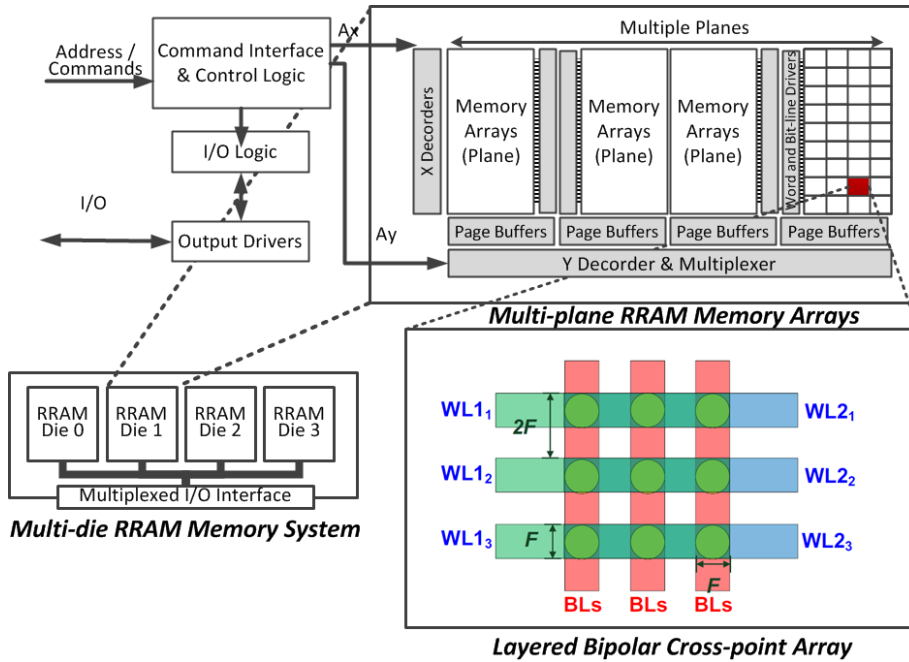 Address /
Commands
Command Interface
& Control Logic
Ax
I/O Logic
I/O
Output Drivers
Ay
Multiple Planes
X Decorders
Memory
Arrays
(Plane)
Memory
Arrays
(Plane)
Memory
Arrays
(Plane)
Word and Bit-line Drivers
Page Buffers
Page Buffers
Page Buffers
Page Buffers
Y Decorder & Multiplexer
Multi-plane RRAM Memory Arrays
RRAM
Die 0
RRAM
Die 1
RRAM
Die 2
RRAM
Die 3
Multiplexed I/O Interface
Multi-die RRAM Memory System
WL1₁
WL2₁
2F
WL1₂
WL2₂
WL1₃
F
WL2₃
F
BLs
BLs
BLs
Layered Bipolar Cross-point Array